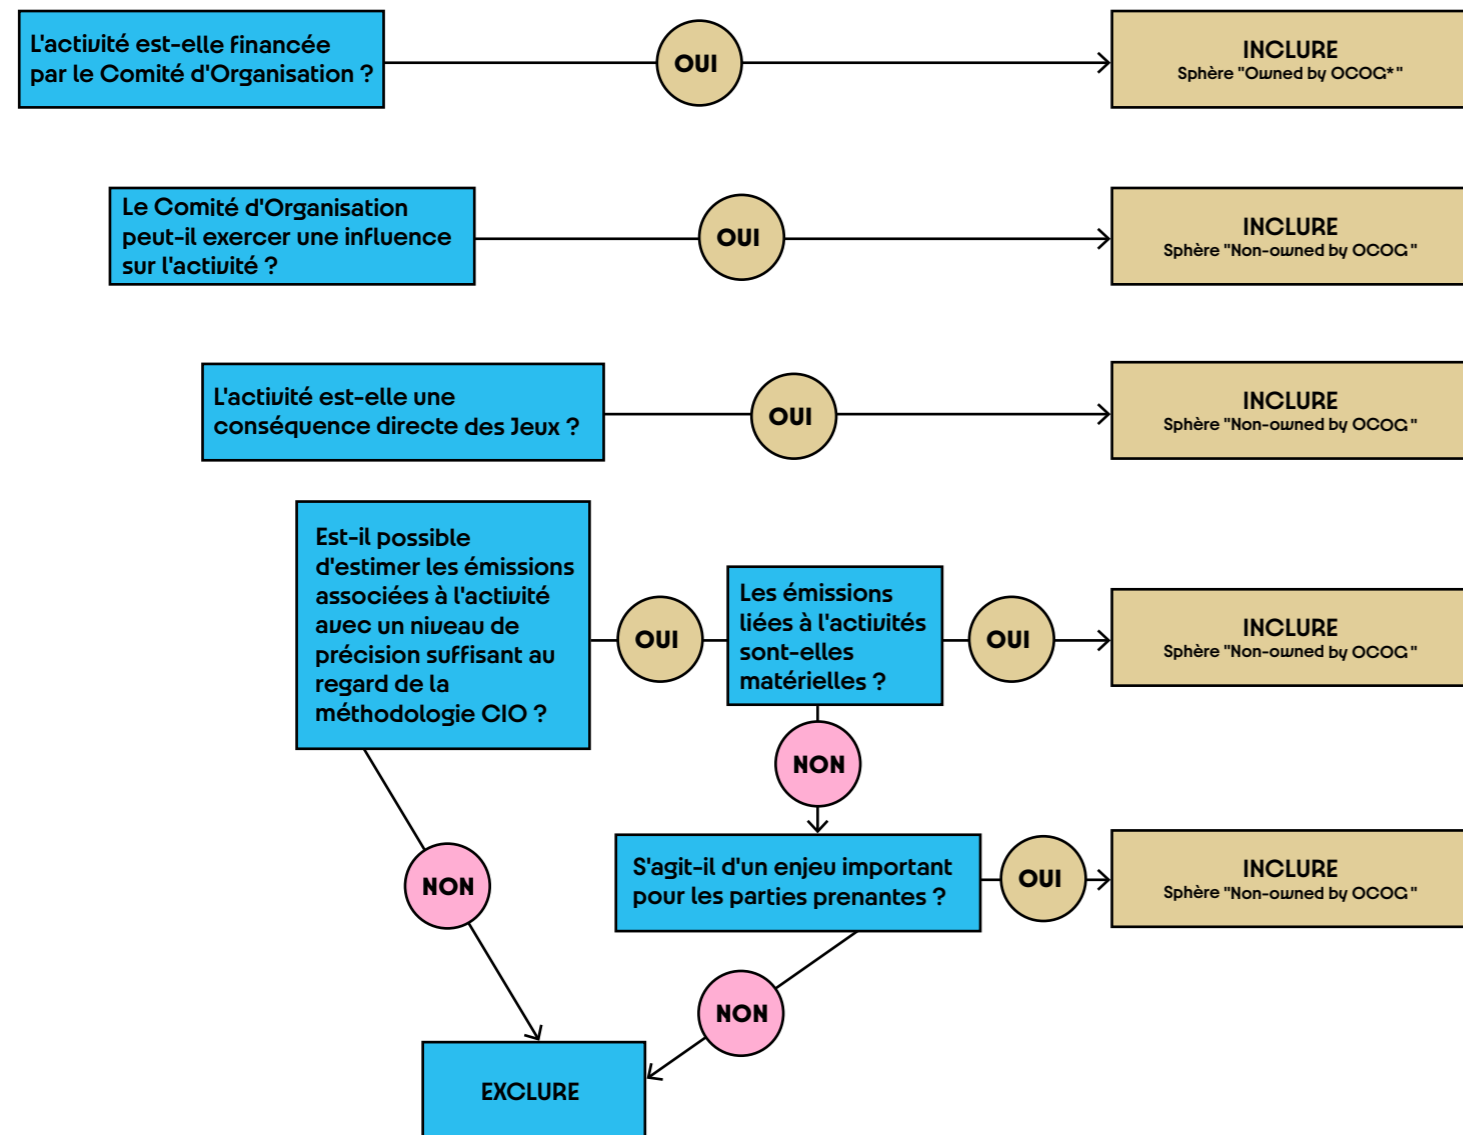 L'activité est-elle financée
par le Comité d'Organisation ?
OUI
INCLURE
Sphère "Owned by OCOG*"
Le Comité d'Organisation
peut-il exercer une influence
sur l'activité ?
OUI
INCLURE
Sphère "Non-owned by OCOG"
L'activité est-elle une
conséquence directe des Jeux ?
OUI
INCLURE
Sphère "Non-owned by OCOG"
Est-il possible
d'estimer les émissions
associées à l'activité
avec un niveau de
précision suffisant au
regard de la
méthodologie CIO ?
OUI
Les émissions
liées à l'activités
sont-elles
matérielles ?
OUI
INCLURE
Sphère "Non-owned by OCOG"
NON
S'agit-il d'un enjeu important
pour les parties prenantes ?
OUI
INCLURE
Sphère "Non-owned by OCOG"
NON
NON
EXCLURE